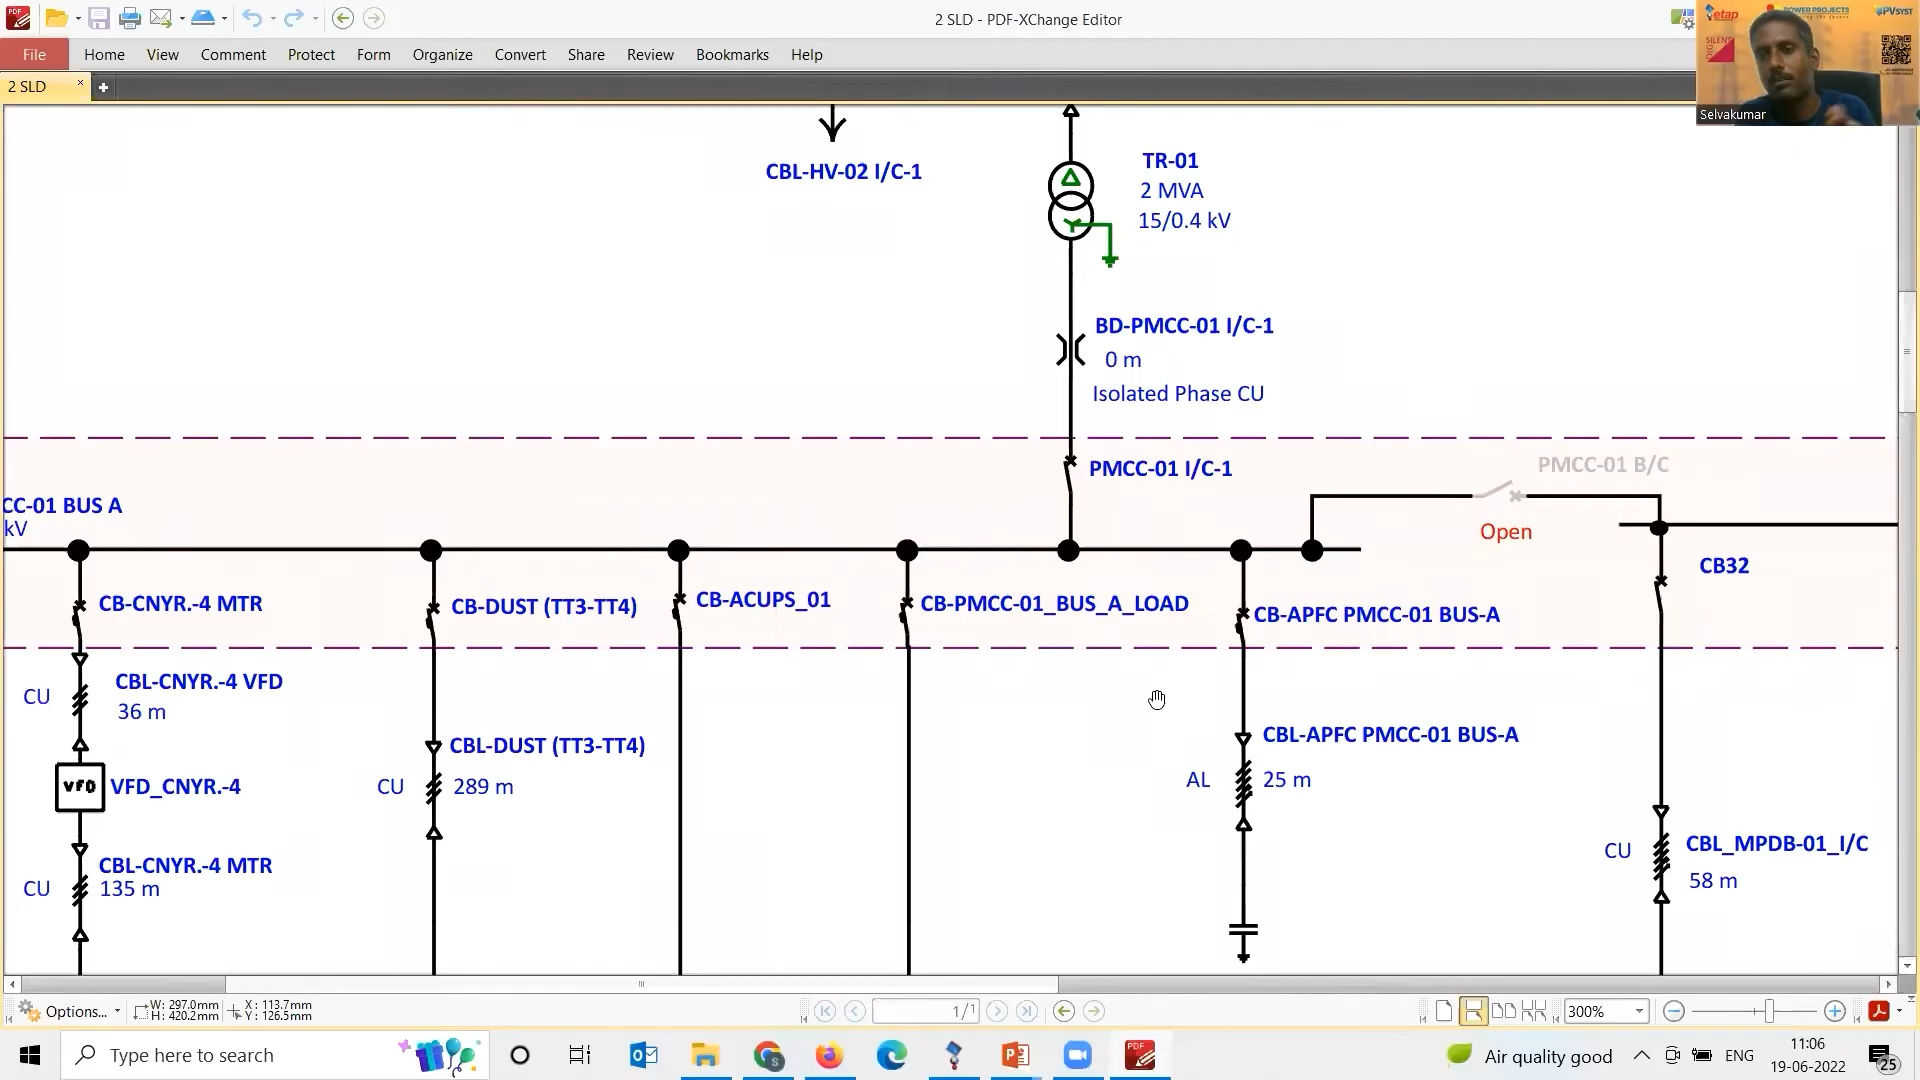 2 SLD - PDF-XChange Editor
File Home View Comment Protect Form Organize Convert Share Review Bookmarks Help
2 SLD
etap
POWER PROJECTS
PVSYST
Selvakumar
CBL-HV-02 I/C-1
TR-01
2 MVA
15/0.4 kV
BD-PMCC-01 I/C-1
0 m
Isolated Phase CU
PMCC-01 I/C-1
PMCC-01 B/C
Open
CC-01 BUS A
kV
CB32
CB-CNYR.-4 MTR
CB-DUST (TT3-TT4)
CB-ACUPS_01
CB-PMCC-01_BUS_A_LOAD
CB-APFC PMCC-01 BUS-A
CU
CBL-CNYR.-4 VFD
36 m
CBL-DUST (TT3-TT4)
CU
289 m
CBL-APFC PMCC-01 BUS-A
AL
25 m
VFD
VFD_CNYR.-4
CBL-CNYR.-4 MTR
CU
135 m
CU
CBL_MPDB-01_I/C
58 m
Options...
W: 297.0mm
H: 420.2mm
X: 113.7mm
Y: 126.5mm
1/1
300%
Type here to search
Air quality good
ENG
11:06
19-06-2022
25